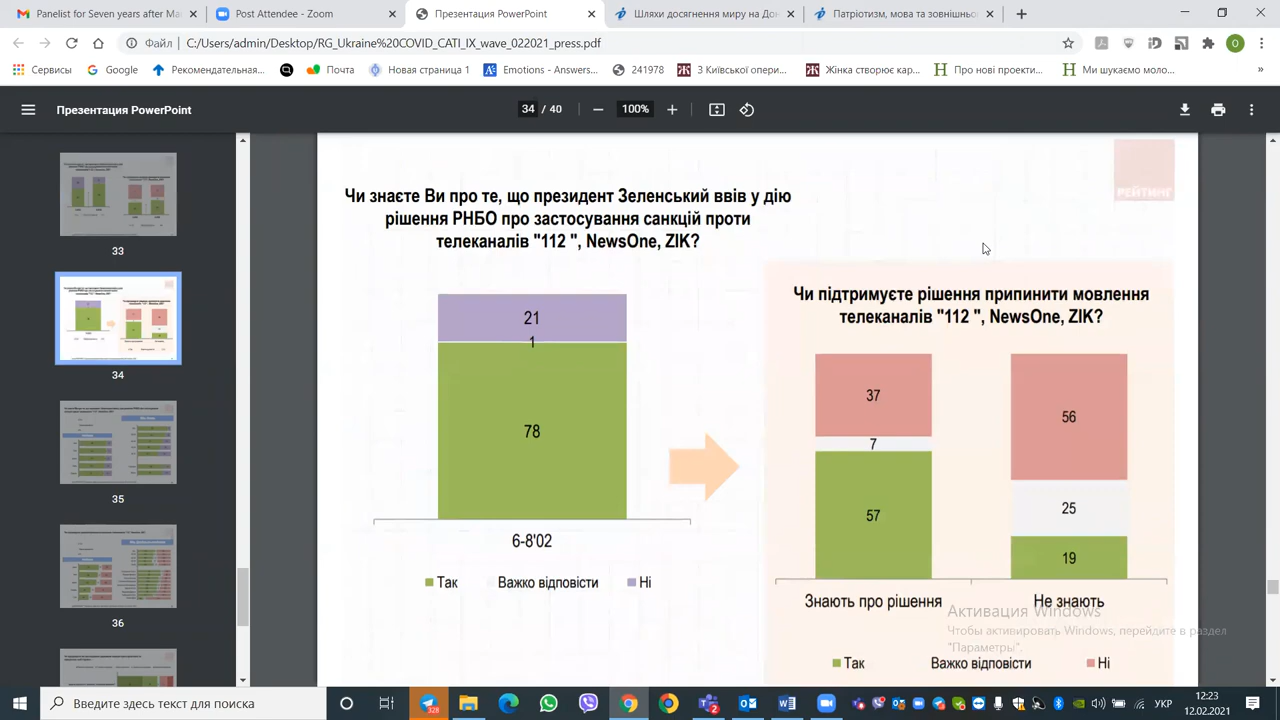 Panelist for Seven years after Ma
Post Attendee - Zoom
Презентация PowerPoint
Шляхи досягнення миру на Дон
Патріотизм, мова та зовнішньо
Файл
C:/Users/admin/Desktop/RG_Ukraine%20COVID_CATI_IX_wave_022021_press.pdf
Сервисы
Google
Рекомендательная...
Почта
Новая страница 1
Emotions - Answers...
241978
З Київської опери...
Жінка створює кар...
Про нові проекти...
Ми шукаємо моло...
»
Презентация PowerPoint
34 / 40
100%
33
34
35
36
РЕЙТИНГ
Чи знаєте Ви про те, що президент Зеленський ввів у дію
рішення РНБО про застосування санкцій проти
телеканалів "112 ", NewsOne, ZIK?
21
1
78
6-8'02
Так
Важко відповісти
Ні
Чи підтримуєте рішення припинити мовлення
телеканалів "112 ", NewsOne, ZIK?
37
7
57
56
25
19
Знають про рішення
Не знають
Так
Важко відповісти
Ні
Активация Windows
Чтобы активировать Windows, перейдите в раздел
"Параметры".
Введите здесь текст для поиска
328
УКР
12:23
12.02.2021